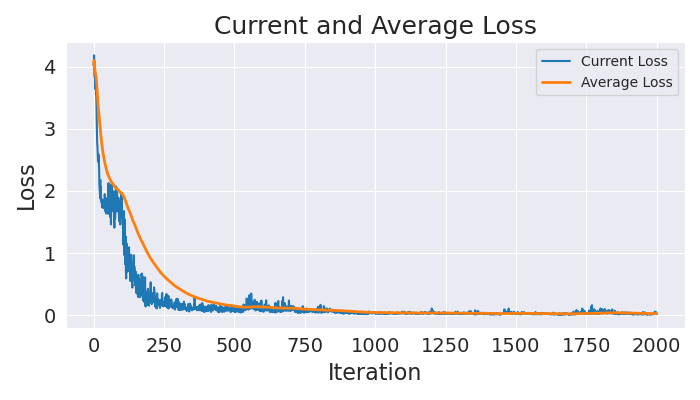 Current and Average Loss
Current Loss
Average Loss
Loss
4
3
2
1
0
0 250 500 750 1000 1250 1500 1750 2000
Iteration